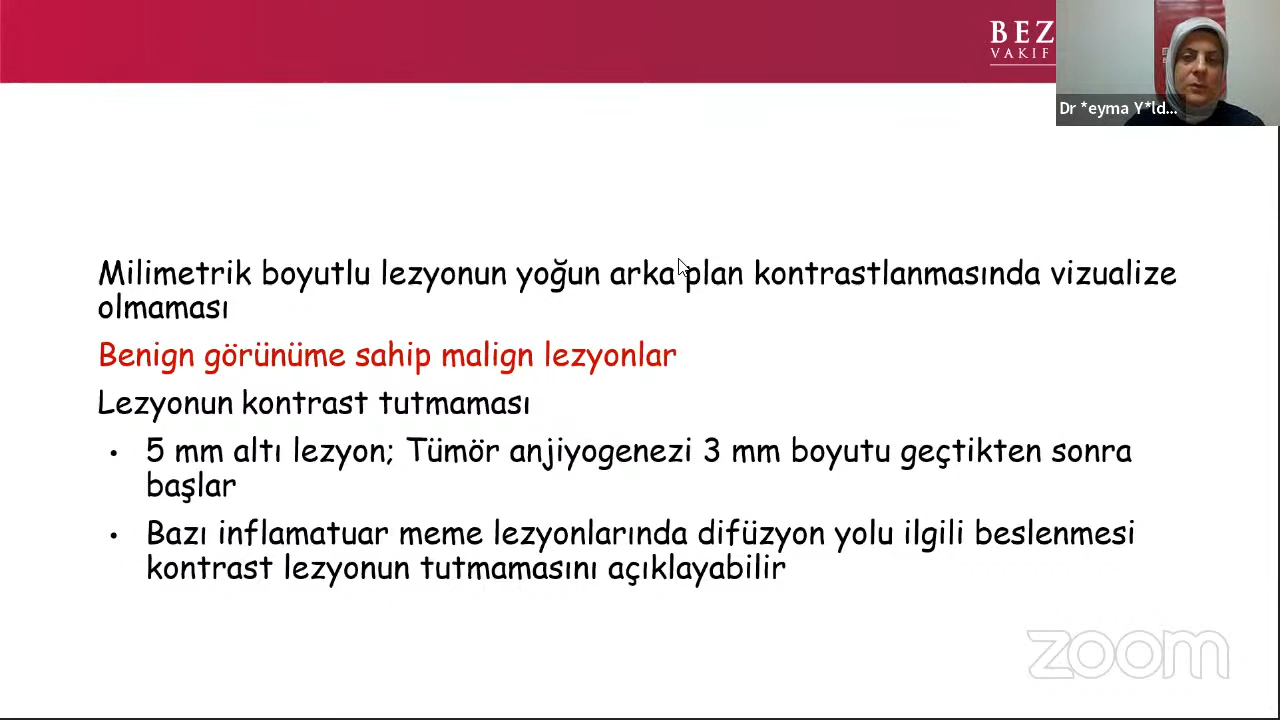 BEZ
VAKIF
Dr *eyma Y*ld...
Milimetrik boyutlu lezyonun yoğun arka plan kontrastlanmasında vizualize
olmaması
Benign görünüme sahip malign lezyonlar
Lezyonun kontrast tutmaması
• 5 mm altı lezyon; Tümör anjiyogenezi 3 mm boyutu geçtikten sonra
başlar
• Bazı inflamatuar meme lezyonlarında difüzyon yolu ilgili beslenmesi
kontrast lezyonun tutmamasını açıklayabilir
zoom